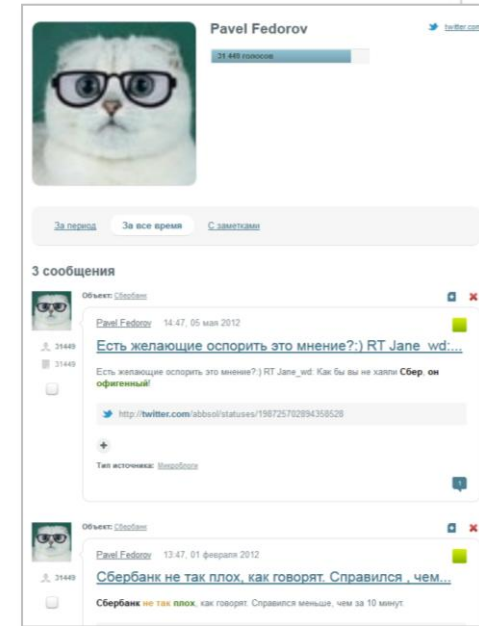 Pavel Fedorov
twitter.com
31 449 голосов
За период За все время С заметками
3 сообщения
Объект: Сбербанк
Pavel Fedorov 14:47, 05 мая 2012
31449
Есть желающие оспорить это мнение?:) RT Jane_wd:...
31449
Есть желающие оспорить это мнение?:) RT Jane_wd: Как бы вы не хаяли Сбер, он
офигенный!
http://twitter.com/abbsol/statuses/198725702894358528
+
Тип источника: Микроблоги
1
Объект: Сбербанк
Pavel Fedorov 13:47, 01 февраля 2012
31449
Сбербанк не так плох, как говорят. Справился , чем...
Сбербанк не так плох, как говорят. Справился меньше, чем за 10 минут